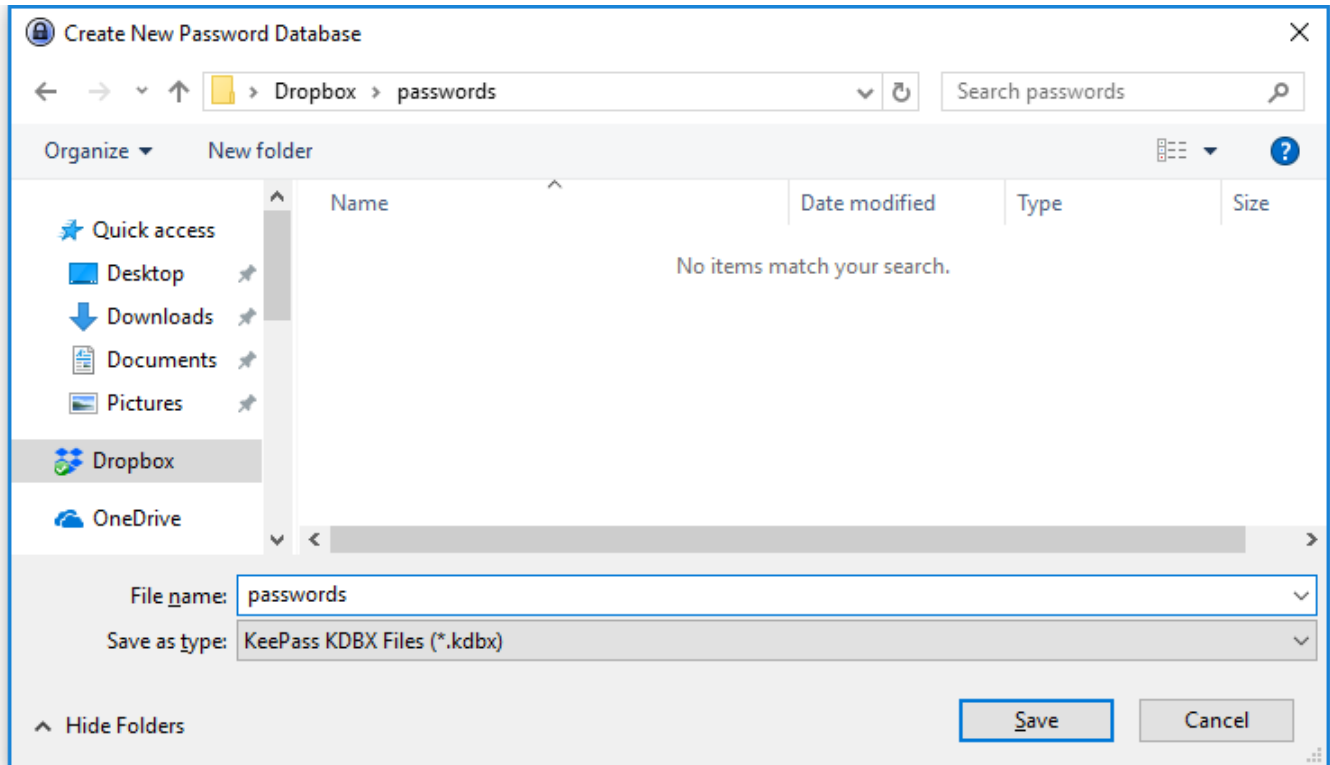 Create New Password Database
Dropbox > passwords
Search passwords
Organize
New folder
?
Name
Date modified
Type
Size
Quick access
No items match your search.
Desktop
Downloads
Documents
Pictures
Dropbox
OneDrive
File name: passwords
Save as type: KeePass KDBX Files (*.kdbx)
Hide Folders
Save
Cancel